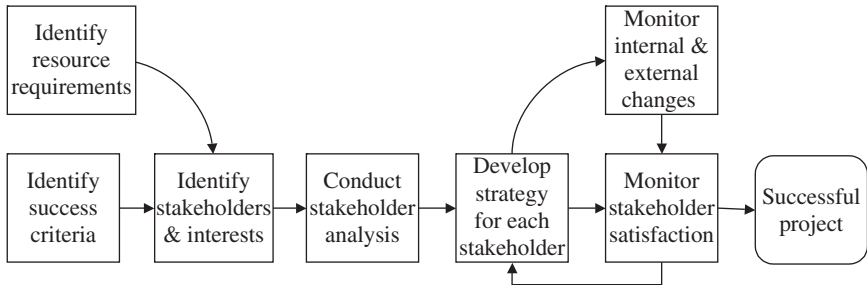 Identify
resource
requirements
Monitor
internal &
external
changes
Identify
success
criteria
Identify
stakeholders
& interests
Conduct
stakeholder
analysis
Develop
strategy
for each
stakeholder
Monitor
stakeholder
satisfaction
Successful
project